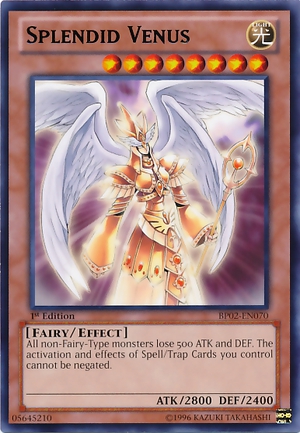 SPLENDID VENUS
LIGHT
光
1st Edition
BP02-EN070
[FAIRY/EFFECT]
All non-Fairy-Type monsters lose 500 ATK and DEF. The
activation and effects of Spell/Trap Cards you control
cannot be negated.
ATK/2800 DEF/2400
05645210
©1996 KAZUKI TAKAHASHI